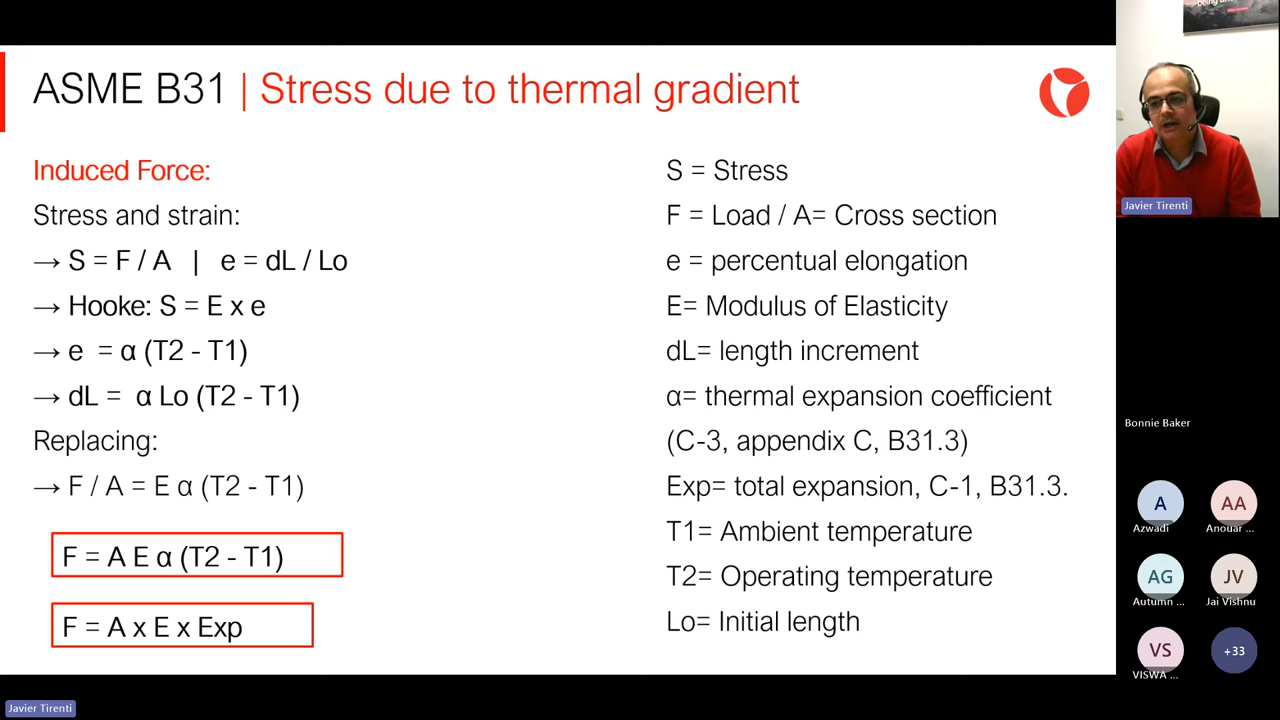 ASME B31 | Stress due to thermal gradient
Induced Force:
Stress and strain:
→ S = F / A | e = dL / Lo
→ Hooke: S = E x e
→ e = α (T2 - T1)
→ dL = α Lo (T2 - T1)
Replacing:
→ F / A = E α (T2 - T1)
F = A E α (T2 - T1)
F = A x E x Exp
S = Stress
F = Load / A= Cross section
e = percentual elongation
E= Modulus of Elasticity
dL= length increment
α= thermal expansion coefficient
(C-3, appendix C, B31.3)
Exp= total expansion, C-1, B31.3.
T1= Ambient temperature
T2= Operating temperature
Lo= Initial length
Javier Tirenti
Bonnie Baker
A
Azwadi
AA
Anouar ...
AG
Autumn ...
JV
Jai Vishnu
VS
VISWA ...
+33
Javier Tirenti